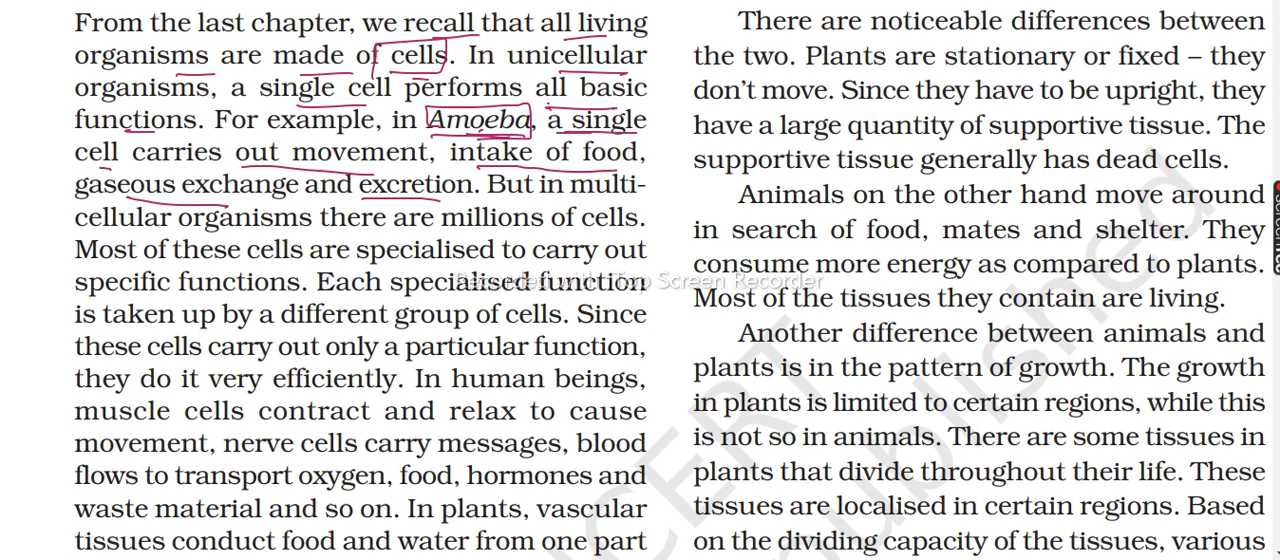 From the last chapter, we recall that all living
organisms are made of cells. In unicellular
organisms, a single cell performs all basic
functions. For example, in Amoeba, a single
cell carries out movement, intake of food,
gaseous exchange and excretion. But in multi-
cellular organisms there are millions of cells.
Most of these cells are specialised to carry out
specific functions. Each specialised function
is taken up by a different group of cells. Since
these cells carry out only a particular function,
they do it very efficiently. In human beings,
muscle cells contract and relax to cause
movement, nerve cells carry messages, blood
flows to transport oxygen, food, hormones and
waste material and so on. In plants, vascular
tissues conduct food and water from one part
There are noticeable differences between
the two. Plants are stationary or fixed – they
don't move. Since they have to be upright, they
have a large quantity of supportive tissue. The
supportive tissue generally has dead cells.
Animals on the other hand move around
in search of food, mates and shelter. They
consume more energy as compared to plants.
Most of the tissues they contain are living.
Another difference between animals and
plants is in the pattern of growth. The growth
in plants is limited to certain regions, while this
is not so in animals. There are some tissues in
plants that divide throughout their life. These
tissues are localised in certain regions. Based
on the dividing capacity of the tissues, various
Recorded with iTop Screen Recorder
NCERT